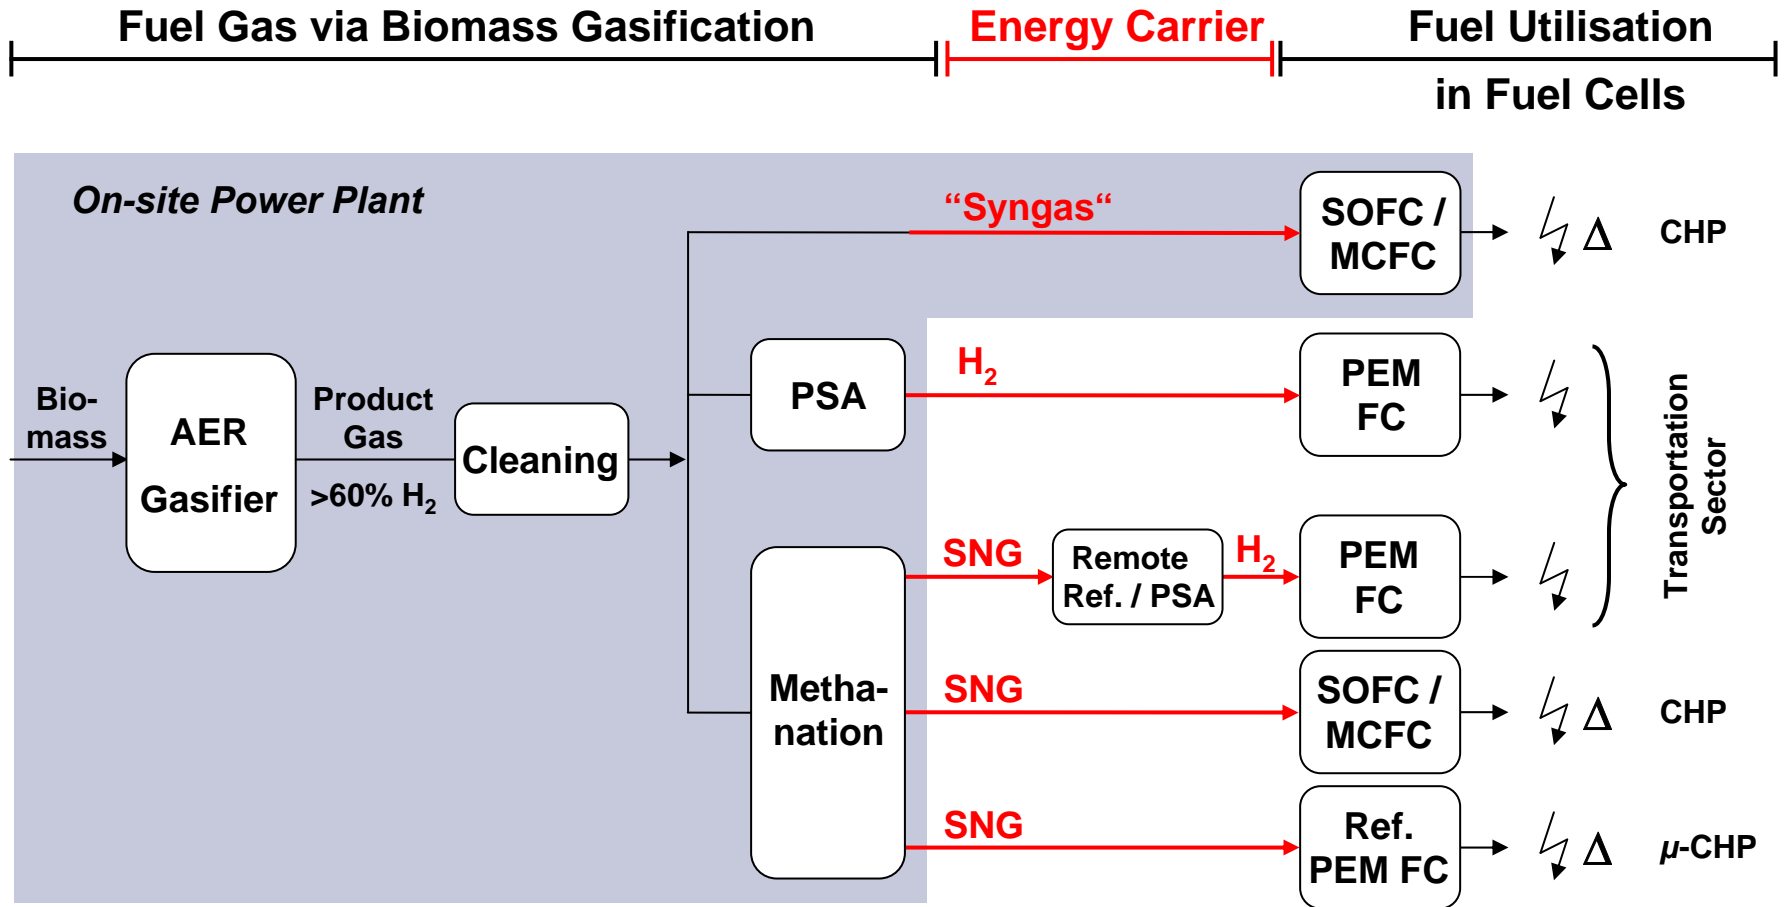 Fuel Gas via Biomass Gasification
Energy Carrier
Fuel Utilisation
in Fuel Cells
On-site Power Plant
“Syngas“
SOFC /
MCFC
Δ
CHP
Bio-
mass
AER
Gasifier
Product
Gas
>60% H₂
Cleaning
PSA
H₂
PEM
FC
Transportation
Sector
Metha-
nation
SNG
Remote
Ref. / PSA
H₂
PEM
FC
SNG
SOFC /
MCFC
Δ
CHP
SNG
Ref.
PEM FC
Δ
µ-CHP